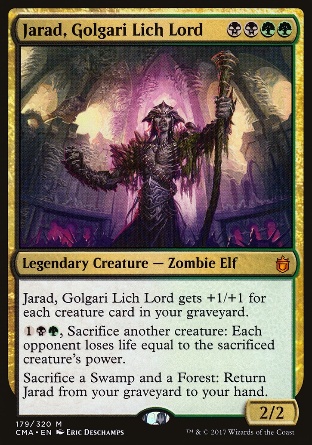 Jarad, Golgari Lich Lord
Legendary Creature — Zombie Elf
Jarad, Golgari Lich Lord gets +1/+1 for
each creature card in your graveyard.
1, Sacrifice another creature: Each
opponent loses life equal to the sacrificed
creature's power.
Sacrifice a Swamp and a Forest: Return
Jarad from your graveyard to your hand.
2/2
179/320 M
CMA • EN Eric Deschamps
™ & © 2017 Wizards of the Coast